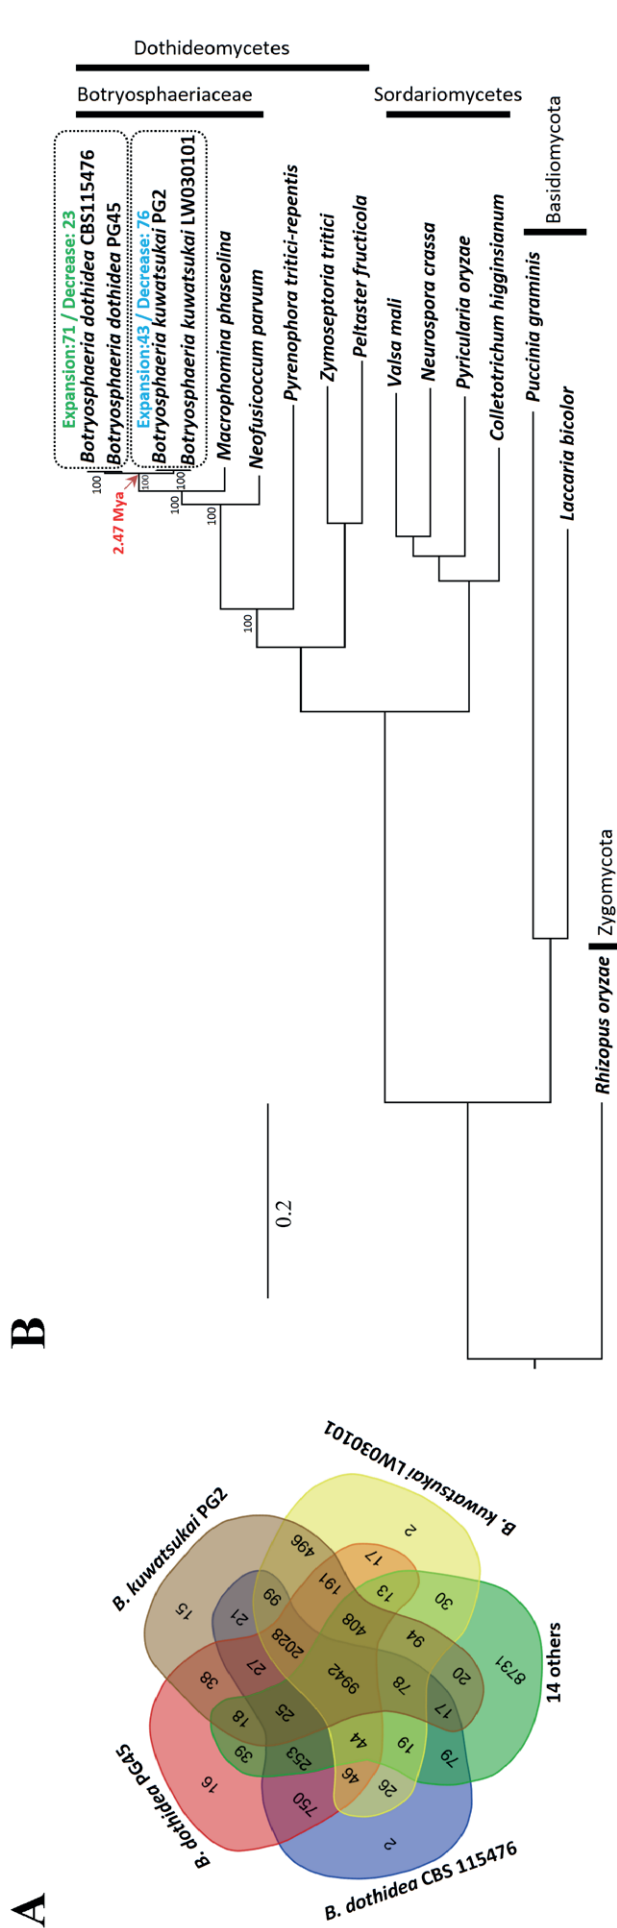 A
B. dothidea PG45
B. kuwatsukai PG2
B. kuwatsukai LW030101
14 others
B. dothidea CBS 115476
16
15
2
8731
2
38
496
17
30
79
20
94
13
191
99
21
27
18
39
253
750
46
26
19
17
78
44
25
2028
408
9942
B
0.2
2.47 Mya
100
100
100
100
100
100
Expansion:71 / Decrease: 23
Botryosphaeria dothidea CBS115476
Botryosphaeria dothidea PG45
Expansion:43 / Decrease: 76
Botryosphaeria kuwatsukai PG2
Botryosphaeria kuwatsukai LW030101
Macrophomina phaseolina
Neofusicoccum parvum
Pyrenophora tritici-repentis
Zymoseptoria tritici
Peltaster fructicola
Valsa mali
Neurospora crassa
Pyricularia oryzae
Colletotrichum higginsianum
Puccinia graminis
Laccaria bicolor
Rhizopus oryzae
Botryosphaeriaceae
Dothideomycetes
Sordariomycetes
Basidiomycota
Zygomycota